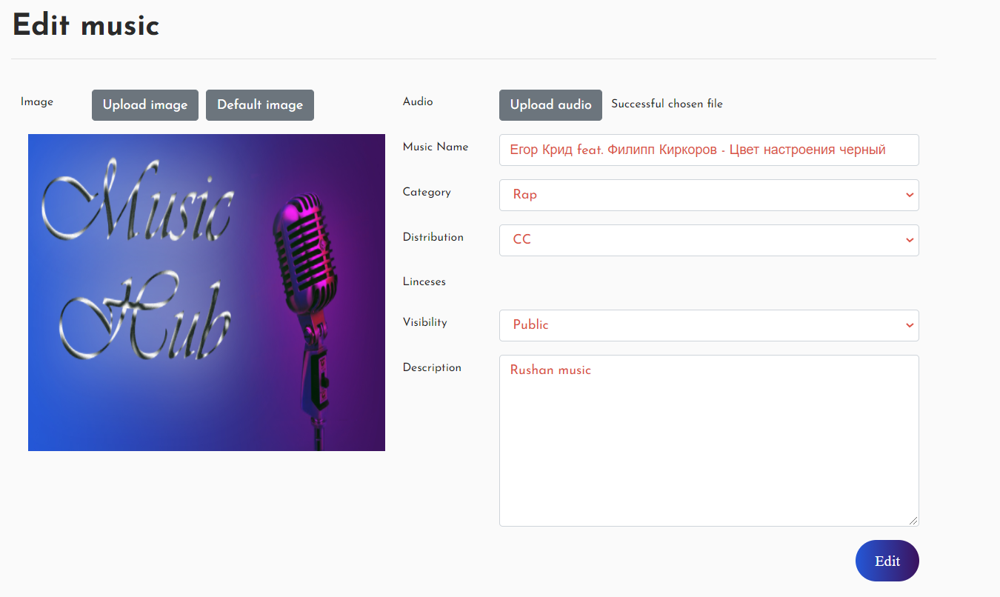 Edit music
Image
Upload image
Default image
Music
Hub
Audio
Upload audio
Successful chosen file
Music Name
Егор Крид feat. Филипп Киркоров - Цвет настроения черный
Category
Rap
Distribution
CC
Linceses
Visibility
Public
Description
Rushan music
Edit